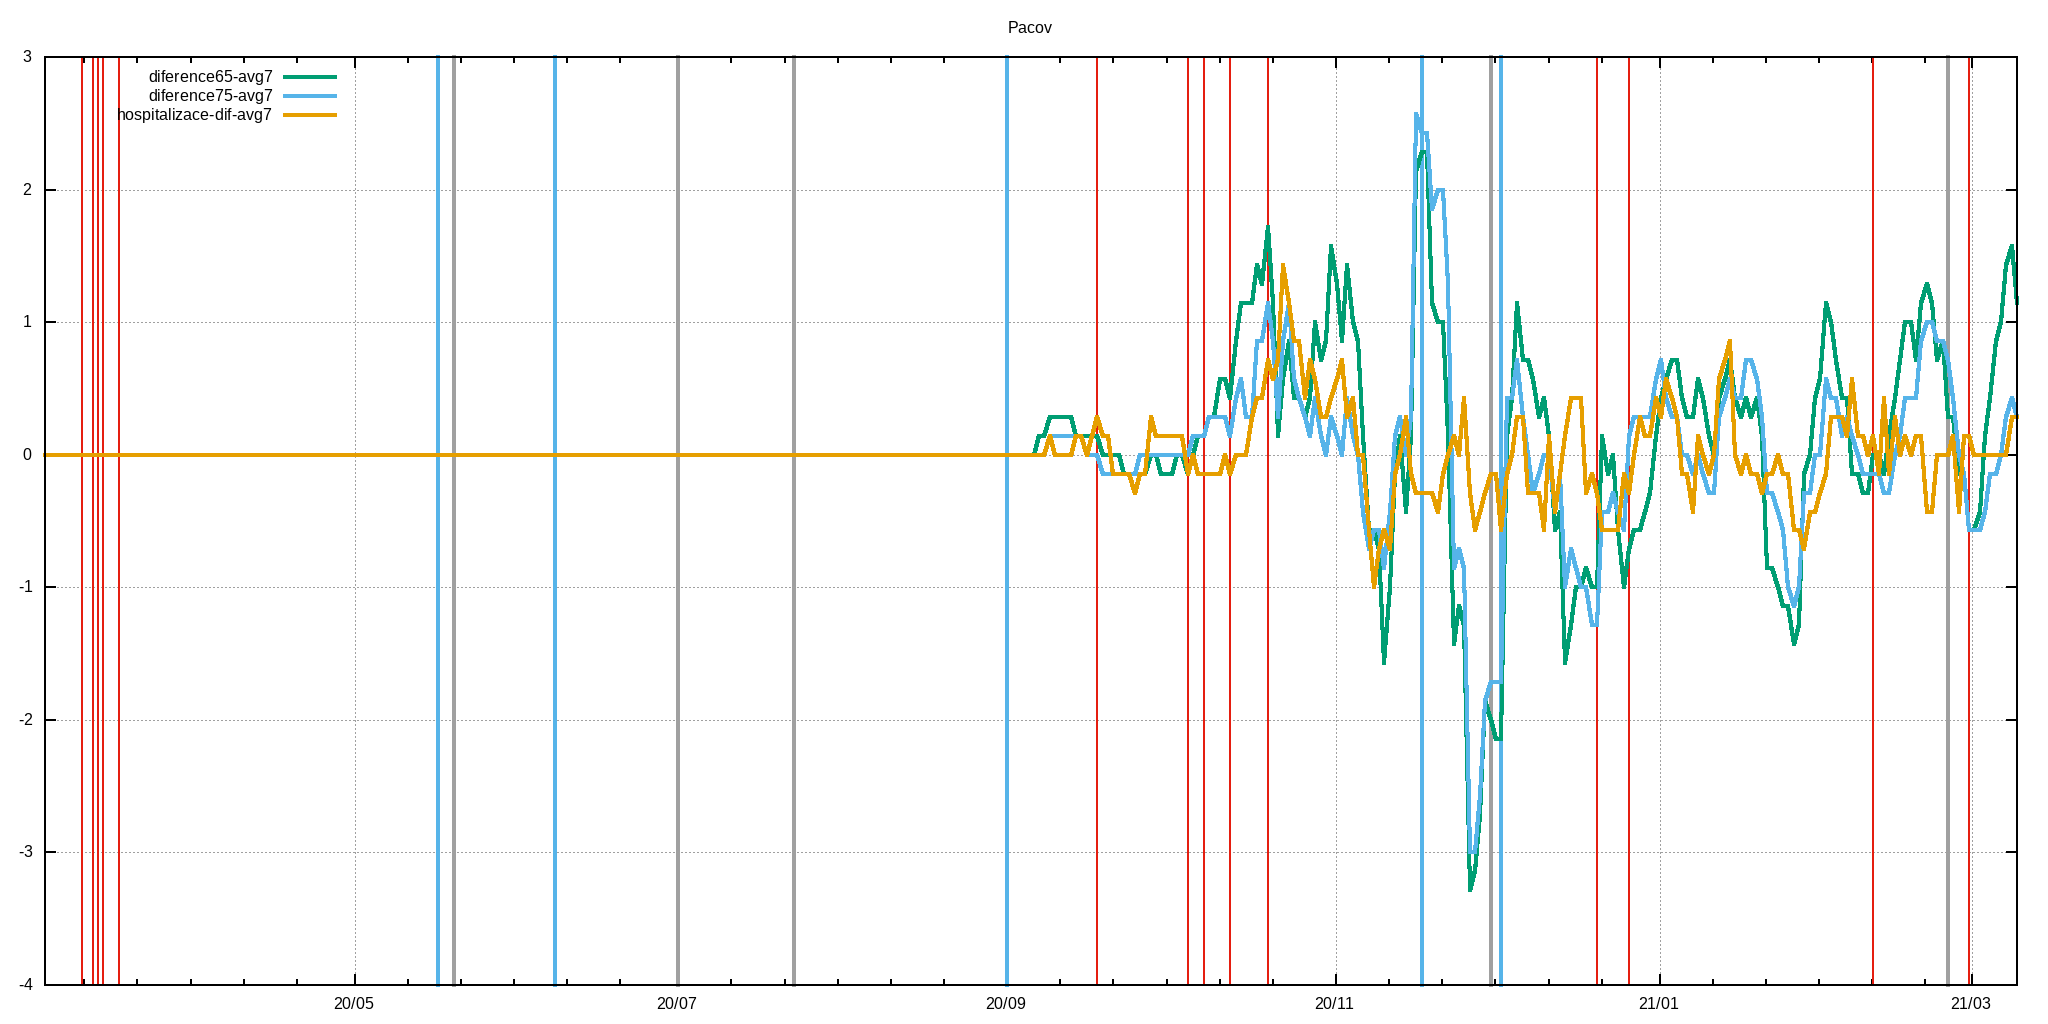 Pacov
3
diference65-avg7
diference75-avg7
hospitalizace-dif-avg7
2
1
0
-1
-2
-3
-4
20/05 20/07 20/09 20/11 21/01 21/03